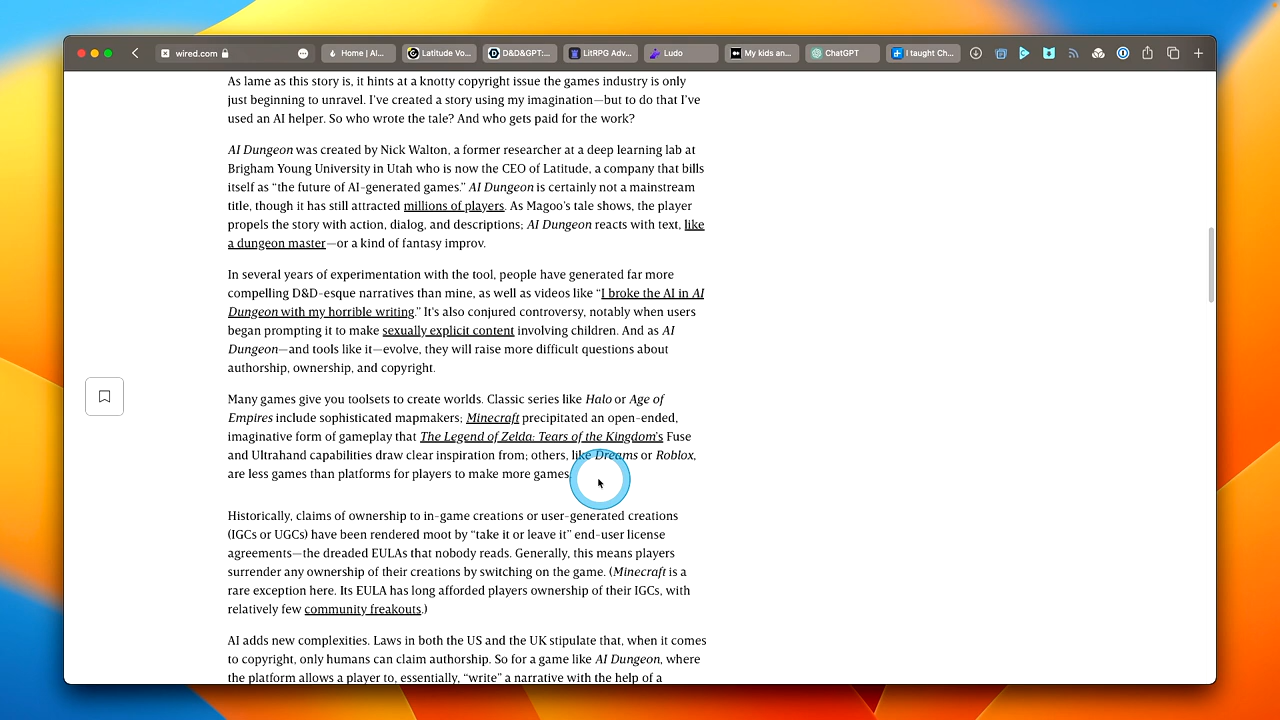 wired.com
Home | AI...
Latitude Vo...
D&D&GPT:...
LitRPG Adv...
Ludo
My kids an...
ChatGPT
I taught Ch...
As lame as this story is, it hints at a knotty copyright issue the games industry is only
just beginning to unravel. I've created a story using my imagination—but to do that I've
used an AI helper. So who wrote the tale? And who gets paid for the work?
AI Dungeon was created by Nick Walton, a former researcher at a deep learning lab at
Brigham Young University in Utah who is now the CEO of Latitude, a company that bills
itself as “the future of AI-generated games.” AI Dungeon is certainly not a mainstream
title, though it has still attracted millions of players. As Magoo's tale shows, the player
propels the story with action, dialog, and descriptions; AI Dungeon reacts with text, like
a dungeon master—or a kind of fantasy improv.
In several years of experimentation with the tool, people have generated far more
compelling D&D-esque narratives than mine, as well as videos like “I broke the AI in AI
Dungeon with my horrible writing.” It's also conjured controversy, notably when users
began prompting it to make sexually explicit content involving children. And as AI
Dungeon—and tools like it—evolve, they will raise more difficult questions about
authorship, ownership, and copyright.
Many games give you toolsets to create worlds. Classic series like Halo or Age of
Empires include sophisticated mapmakers; Minecraft precipitated an open-ended,
imaginative form of gameplay that The Legend of Zelda: Tears of the Kingdom's Fuse
and Ultrahand capabilities draw clear inspiration from; others, like Dreams or Roblox,
are less games than platforms for players to make more games.
Historically, claims of ownership to in-game creations or user-generated creations
(IGCs or UGCs) have been rendered moot by “take it or leave it” end-user license
agreements—the dreaded EULAs that nobody reads. Generally, this means players
surrender any ownership of their creations by switching on the game. (Minecraft is a
rare exception here. Its EULA has long afforded players ownership of their IGCs, with
relatively few community freakouts.)
AI adds new complexities. Laws in both the US and the UK stipulate that, when it comes
to copyright, only humans can claim authorship. So for a game like AI Dungeon, where
the platform allows a player to, essentially, “write” a narrative with the help of a